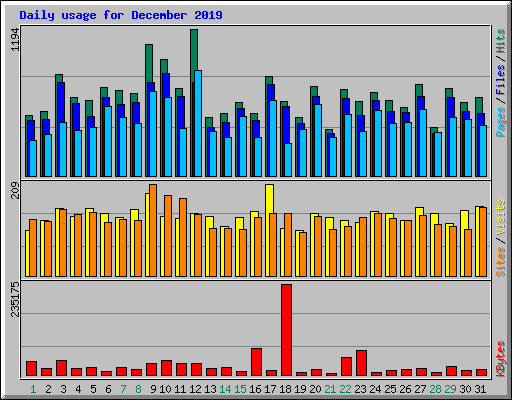 Daily usage for December 2019
1194
Pages / Files / Hits
209
Sites / Visits
235175
KBytes
1 2 3 4 5 6 7 8 9 10 11 12 13 14 15 16 17 18 19 20 21 22 23 24 25 26 27 28 29 30 31